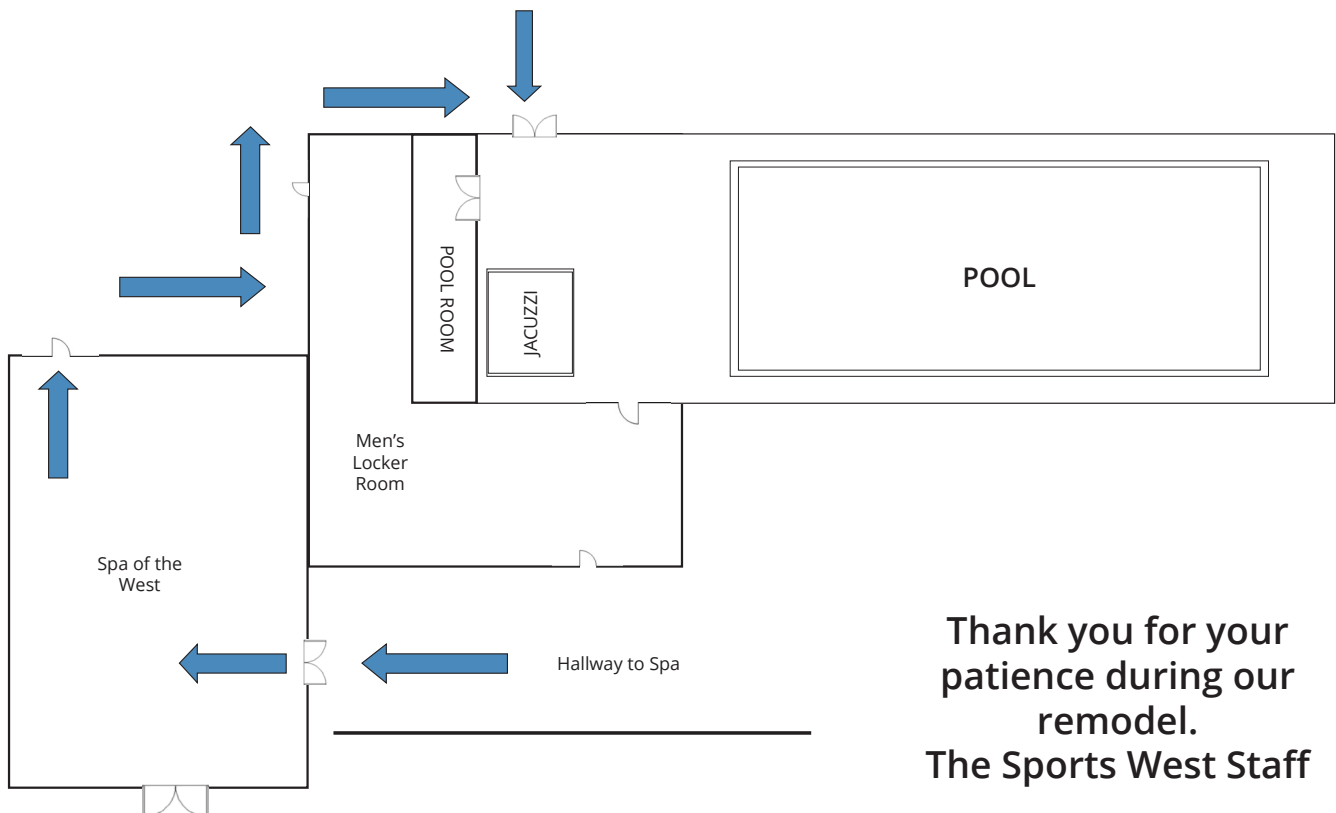 POOL ROOM
JACUZZI
POOL
Men’s
Locker
Room
Spa of the
West
Hallway to Spa
Thank you for your
patience during our
remodel.
The Sports West Staff